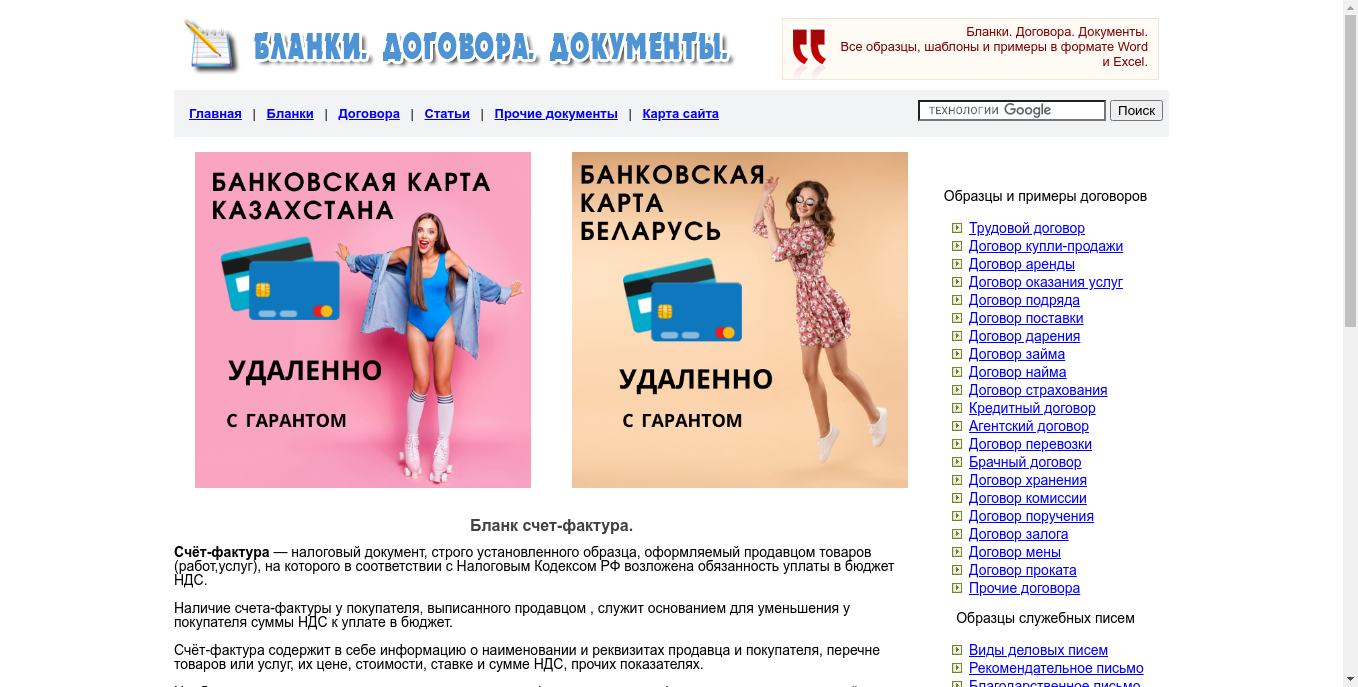 БЛАНКИ. ДОГОВОРА. ДОКУМЕНТЫ.
Бланки. Договора. Документы.
Все образцы, шаблоны и примеры в формате Word
и Excel.
Главная | Бланки | Договора | Статьи | Прочие документы | Карта сайта
ТЕХНОЛОГИИ Google
Поиск
БАНКОВСКАЯ КАРТА
КАЗАХСТАНА
УДАЛЕННО
С ГАРАНТОМ
БАНКОВСКАЯ
КАРТА
БЕЛАРУСЬ
УДАЛЕННО
С ГАРАНТОМ
Бланк счет-фактура.
Счёт-фактура — налоговый документ, строго установленного образца, оформляемый продавцом товаров
(работ,услуг), на которого в соответствии с Налоговым Кодексом РФ возложена обязанность уплаты в бюджет
НДС.
Наличие счета-фактуры у покупателя, выписанного продавцом , служит основанием для уменьшения у
покупателя суммы НДС к уплате в бюджет.
Счёт-фактура содержит в себе информацию о наименовании и реквизитах продавца и покупателя, перечне
товаров или услуг, их цене, стоимости, ставке и сумме НДС, прочих показателях.
Образцы и примеры договоров
Трудовой договор
Договор купли-продажи
Договор аренды
Договор оказания услуг
Договор подряда
Договор поставки
Договор дарения
Договор займа
Договор найма
Договор страхования
Кредитный договор
Агентский договор
Договор перевозки
Брачный договор
Договор хранения
Договор комиссии
Договор поручения
Договор залога
Договор мены
Договор проката
Прочие договора
Образцы служебных писем
Виды деловых писем
Рекомендательное письмо
Благодарственное письмо